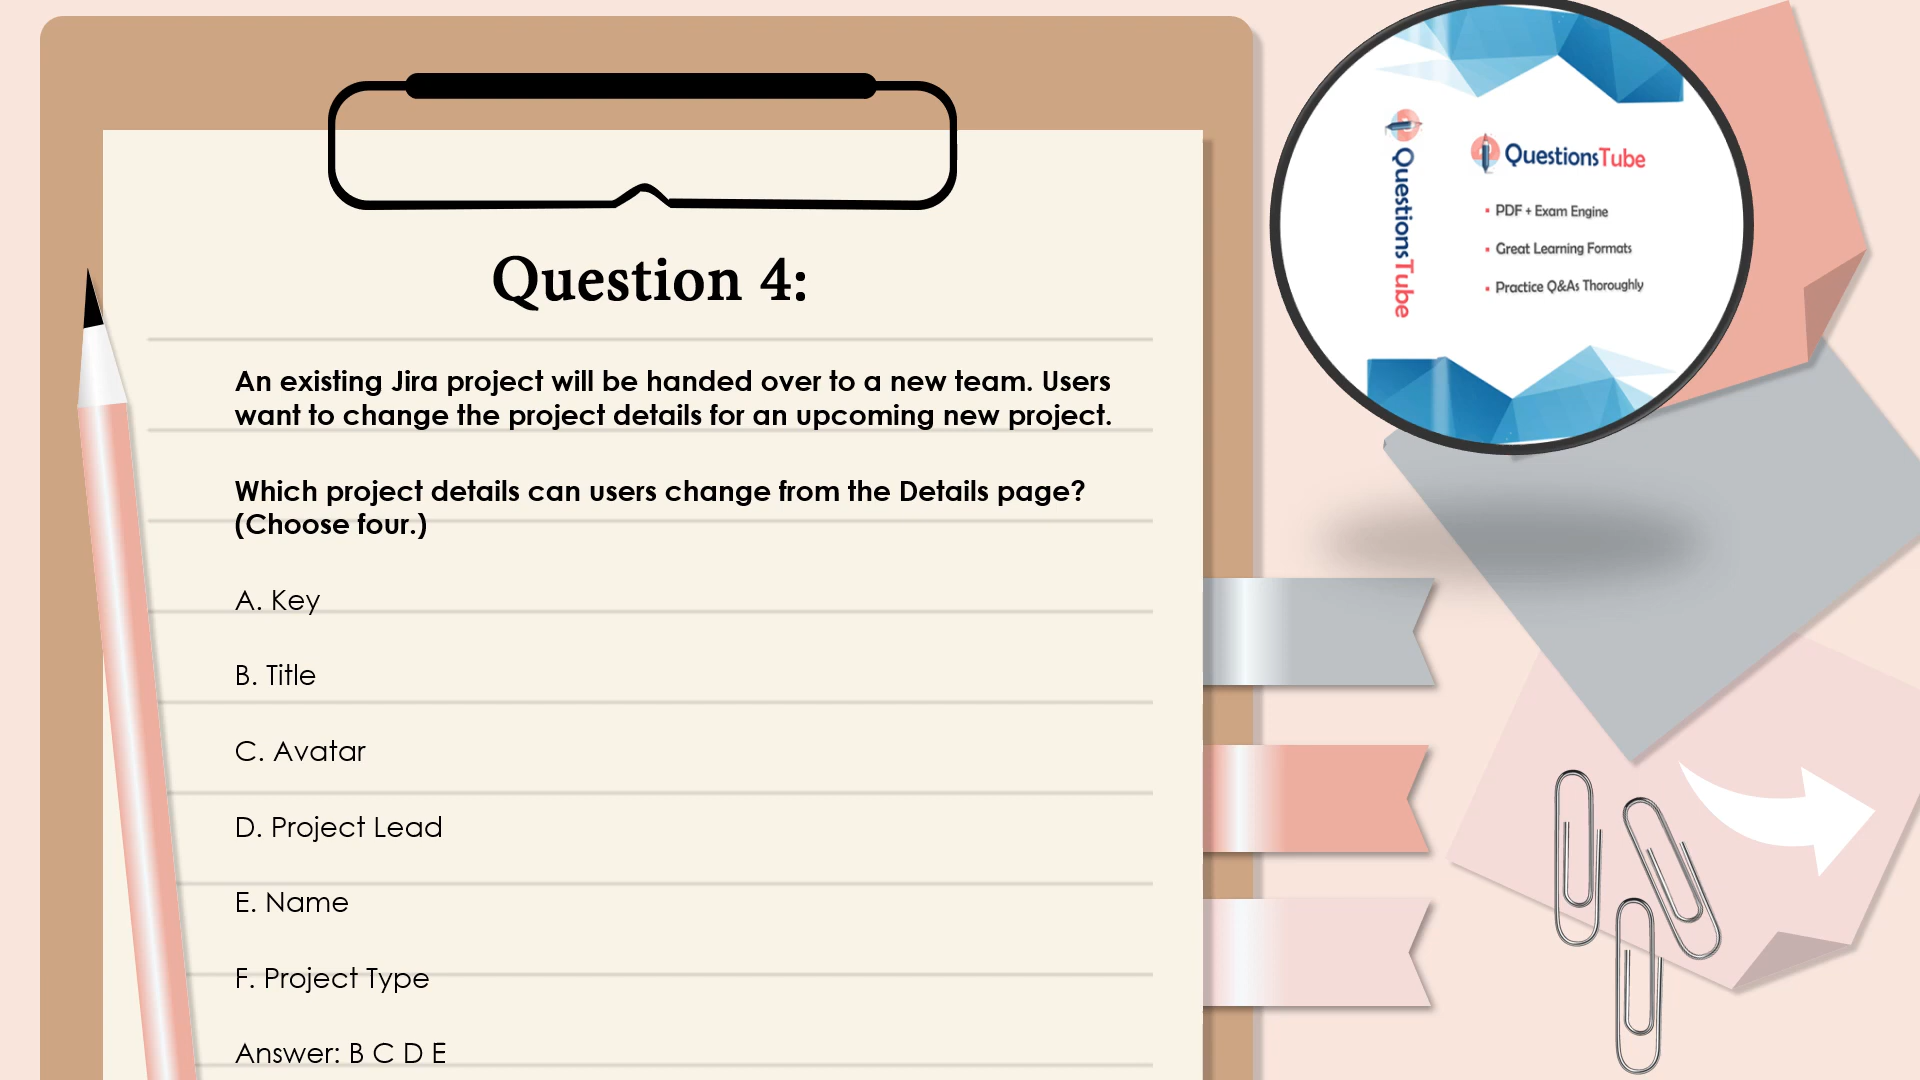 Question 4:
An existing Jira project will be handed over to a new team. Users
want to change the project details for an upcoming new project.
Which project details can users change from the Details page?
(Choose four.)
A. Key
B. Title
C. Avatar
D. Project Lead
E. Name
F. Project Type
Answer: B C D E
QuestionsTube
QuestionsTube
▪ PDF + Exam Engine
▪ Great Learning Formats
▪ Practice Q&As Thoroughly